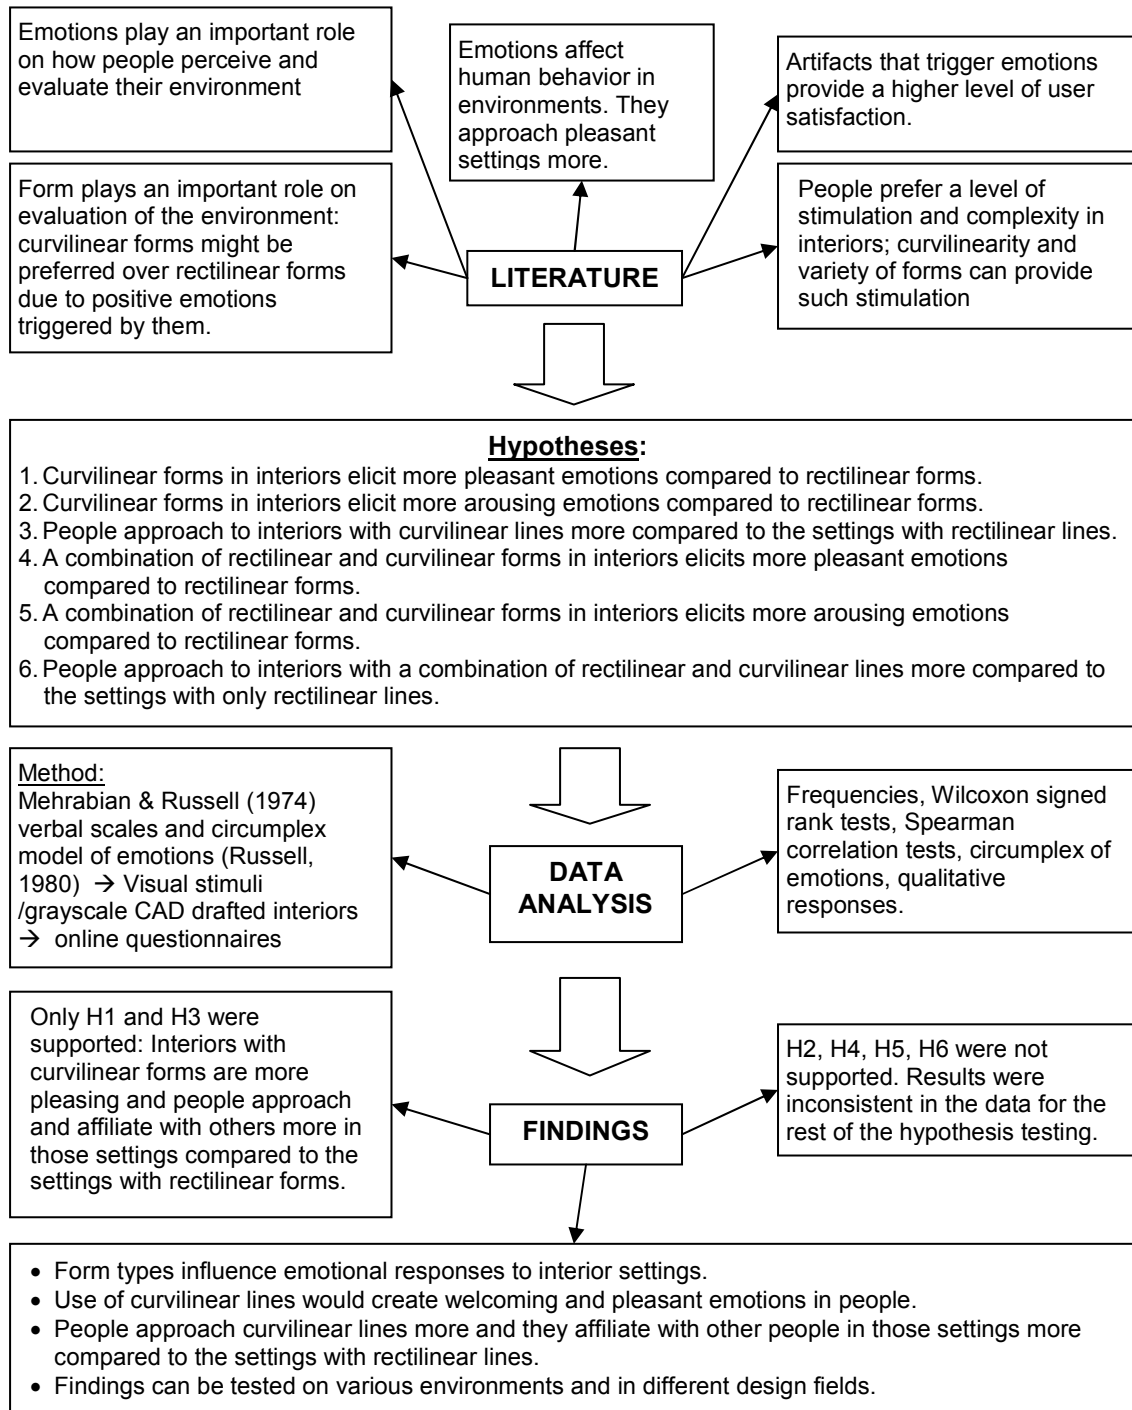 Emotions play an important role
on how people perceive and
evaluate their environment
Emotions affect
human behavior in
environments. They
approach pleasant
settings more.
Artifacts that trigger emotions
provide a higher level of user
satisfaction.
Form plays an important role on
evaluation of the environment:
curvilinear forms might be
preferred over rectilinear forms
due to positive emotions
triggered by them.
LITERATURE
People prefer a level of
stimulation and complexity in
interiors; curvilinearity and
variety of forms can provide
such stimulation
Hypotheses:
1. Curvilinear forms in interiors elicit more pleasant emotions compared to rectilinear forms.
2. Curvilinear forms in interiors elicit more arousing emotions compared to rectilinear forms.
3. People approach to interiors with curvilinear lines more compared to the settings with rectilinear lines.
4. A combination of rectilinear and curvilinear forms in interiors elicits more pleasant emotions
compared to rectilinear forms.
5. A combination of rectilinear and curvilinear forms in interiors elicits more arousing emotions
compared to rectilinear forms.
6. People approach to interiors with a combination of rectilinear and curvilinear lines more compared to
the settings with only rectilinear lines.
Method:
Mehrabian & Russell (1974)
verbal scales and circumplex
model of emotions (Russell,
1980) → Visual stimuli
/grayscale CAD drafted interiors
→ online questionnaires
DATA
ANALYSIS
Frequencies, Wilcoxon signed
rank tests, Spearman
correlation tests, circumplex of
emotions, qualitative
responses.
Only H1 and H3 were
supported: Interiors with
curvilinear forms are more
pleasing and people approach
and affiliate with others more in
those settings compared to the
settings with rectilinear forms.
FINDINGS
H2, H4, H5, H6 were not
supported. Results were
inconsistent in the data for the
rest of the hypothesis testing.
• Form types influence emotional responses to interior settings.
• Use of curvilinear lines would create welcoming and pleasant emotions in people.
• People approach curvilinear lines more and they affiliate with other people in those settings more
compared to the settings with rectilinear lines.
• Findings can be tested on various environments and in different design fields.